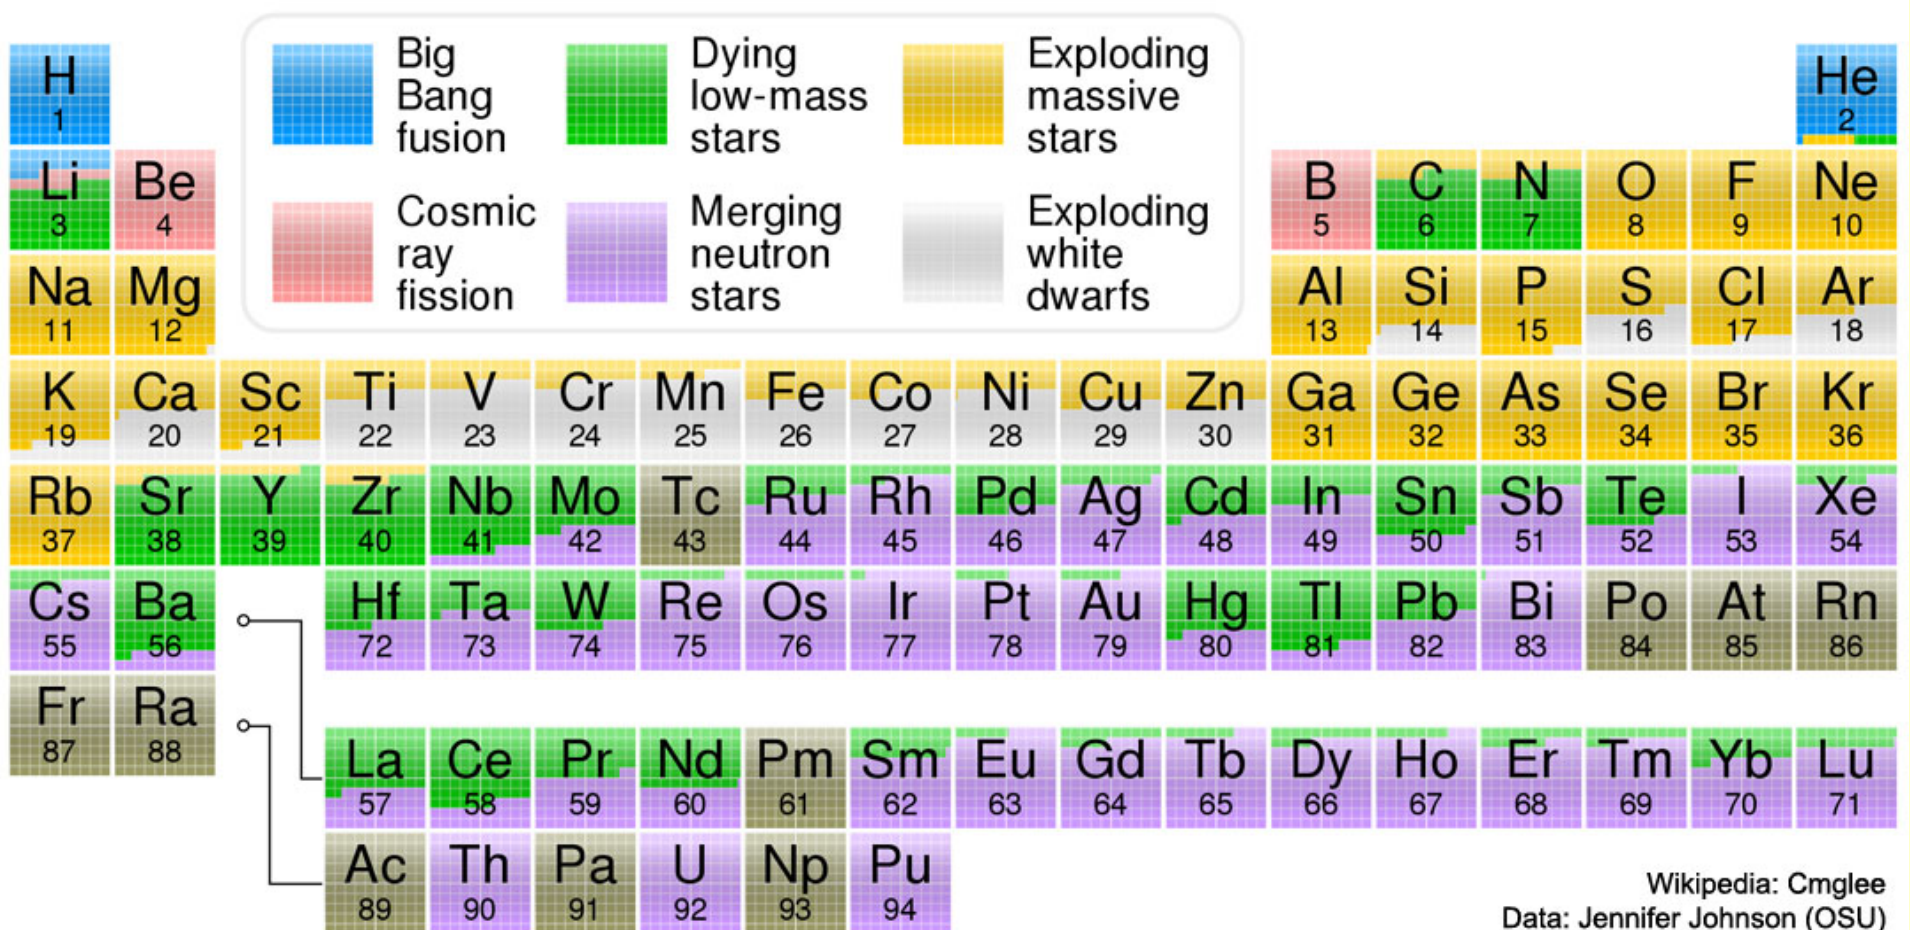 H
1
Big
Bang
fusion
Dying
low-mass
stars
Exploding
massive
stars
Cosmic
ray
fission
Merging
neutron
stars
Exploding
white
dwarfs
He
2
Li Be B C N O F Ne
3 4 5 6 7 8 9 10
Na Mg Al Si P S Cl Ar
11 12 13 14 15 16 17 18
K Ca Sc Ti V Cr Mn Fe Co Ni Cu Zn Ga Ge As Se Br Kr
19 20 21 22 23 24 25 26 27 28 29 30 31 32 33 34 35 36
Rb Sr Y Zr Nb Mo Tc Ru Rh Pd Ag Cd In Sn Sb Te I Xe
37 38 39 40 41 42 43 44 45 46 47 48 49 50 51 52 53 54
Cs Ba Hf Ta W Re Os Ir Pt Au Hg Tl Pb Bi Po At Rn
55 56 72 73 74 75 76 77 78 79 80 81 82 83 84 85 86
Fr Ra
87 88
La Ce Pr Nd Pm Sm Eu Gd Tb Dy Ho Er Tm Yb Lu
57 58 59 60 61 62 63 64 65 66 67 68 69 70 71
Ac Th Pa U Np Pu
89 90 91 92 93 94
Wikipedia: Cmglee
Data: Jennifer Johnson (OSU)